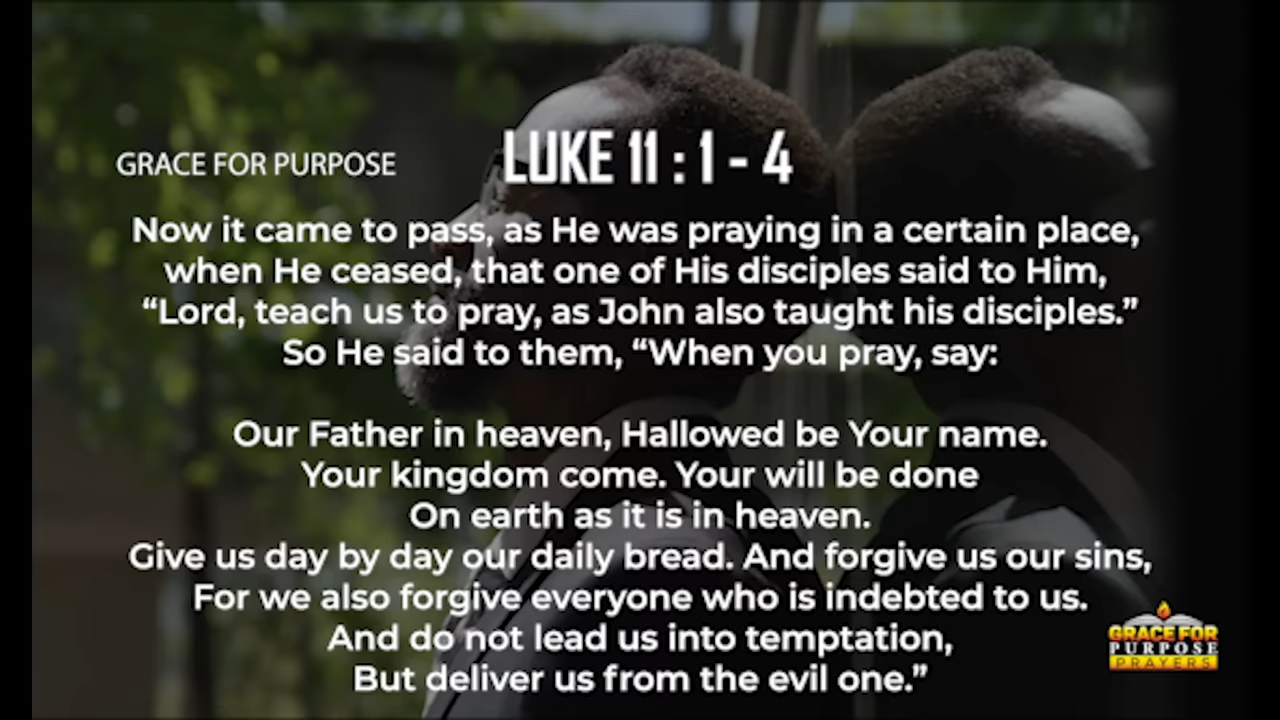 GRACE FOR PURPOSE
LUKE 11 : 1 - 4
Now it came to pass, as He was praying in a certain place,
when He ceased, that one of His disciples said to Him,
“Lord, teach us to pray, as John also taught his disciples.”
So He said to them, “When you pray, say:
Our Father in heaven, Hallowed be Your name.
Your kingdom come. Your will be done
On earth as it is in heaven.
Give us day by day our daily bread. And forgive us our sins,
For we also forgive everyone who is indebted to us.
And do not lead us into temptation,
But deliver us from the evil one.”
GRACE FOR
PURPOSE
PRAYERS